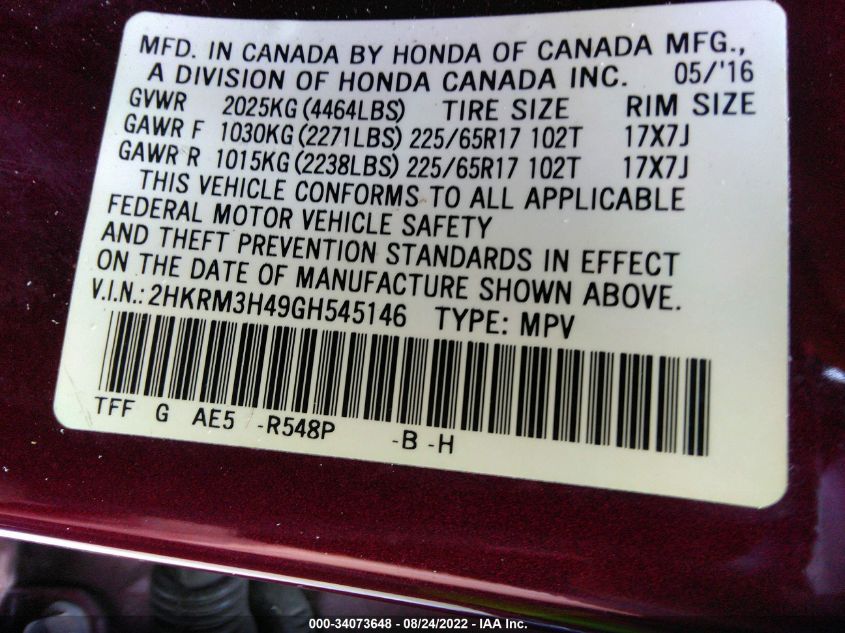 MFD. IN CANADA BY HONDA OF CANADA MFG.,
A DIVISION OF HONDA CANADA INC. 05/'16
GVWR 2025KG (4464LBS) TIRE SIZE RIM SIZE
GAWR F 1030KG (2271LBS) 225/65R17 102T 17X7J
GAWR R 1015KG (2238LBS) 225/65R17 102T 17X7J
THIS VEHICLE CONFORMS TO ALL APPLICABLE
FEDERAL MOTOR VEHICLE SAFETY
AND THEFT PREVENTION STANDARDS IN EFFECT
ON THE DATE OF MANUFACTURE SHOWN ABOVE.
V.I.N.: 2HKRM3H49GH545146 TYPE: MPV
TFF G AE5 -R548P -B -H
000-34073648 - 08/24/2022 - IAA Inc.